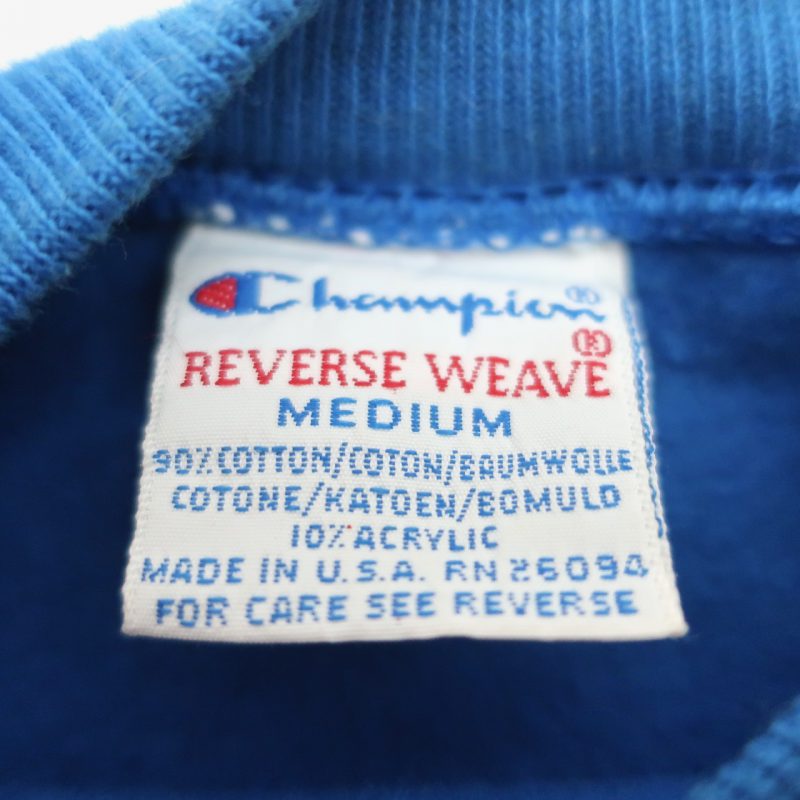 Champion®
REVERSE WEAVE®
MEDIUM
90% COTTON/COTON/BAUMWOLLE
COTONE/KATOEN/BOMULD
10% ACRYLIC
MADE IN U.S.A. RN 26094
FOR CARE SEE REVERSE